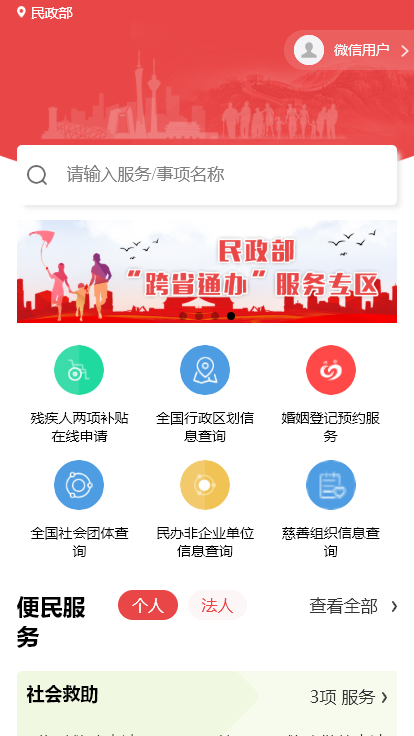 民政部
微信用户
请输入服务/事项名称
民政部
“跨省通办”服务专区
残疾人两项补贴
在线申请
全国行政区划信
息查询
婚姻登记预约服
务
全国社会团体查
询
民办非企业单位
信息查询
慈善组织信息查
询
便民服
务
个人
法人
查看全部
社会救助
3项 服务